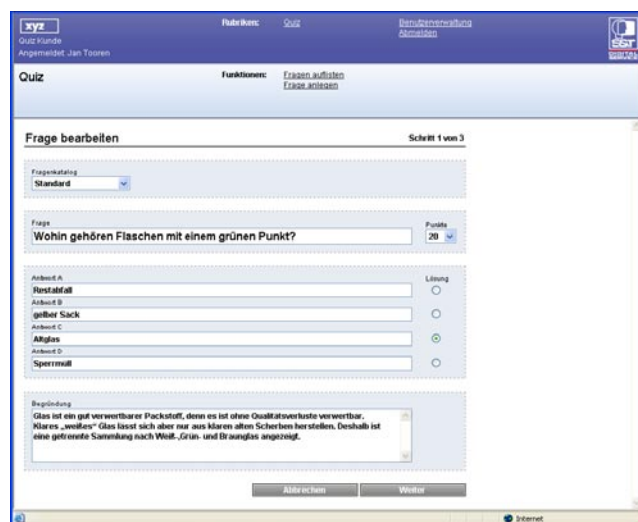 xyz
Quiz Kunde
Angemeldet: Jan Tooren
Rubriken:
Quiz
Benutzerverwaltung
Abmelden
EGT
DIGITAL
Quiz
Funktionen:
Fragen auflisten
Frage anlegen
Frage bearbeiten
Schritt 1 von 3
Fragenkatalog
Standard
Frage
Punkte
Wohin gehören Flaschen mit einem grünen Punkt?
20
Antwort A
Lösung
Restabfall
Antwort B
gelber Sack
Antwort C
Altglas
Antwort D
Sperrmüll
Begründung
Glas ist ein gut verwertbarer Packstoff, denn es ist ohne Qualitätsverluste verwertbar.
Klares „weißes“ Glas lässt sich aber nur aus klaren alten Scherben herstellen. Deshalb ist
eine getrennte Sammlung nach Weiß-,Grün- und Braunglas angezeigt.
Abbrechen
Weiter
Internet